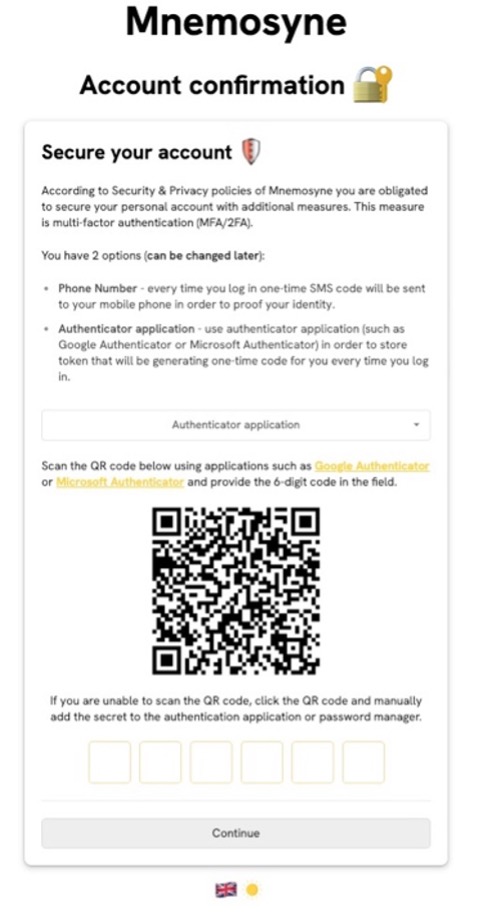 Mnemosyne
Account confirmation
Secure your account
According to Security & Privacy policies of Mnemosyne you are obligated
to secure your personal account with additional measures. This measure
is multi-factor authentication (MFA/2FA).
You have 2 options (can be changed later):
Phone Number - every time you log in one-time SMS code will be sent
to your mobile phone in order to proof your identity.
Authenticator application - use authenticator application (such as
Google Authenticator or Microsoft Authenticator) in order to store
token that will be generating one-time code for you every time you log
in.
Authenticator application
Scan the QR code below using applications such as Google Authenticator
or Microsoft Authenticator and provide the 6-digit code in the field.
If you are unable to scan the QR code, click the QR code and manually
add the secret to the authentication application or password manager.
Continue